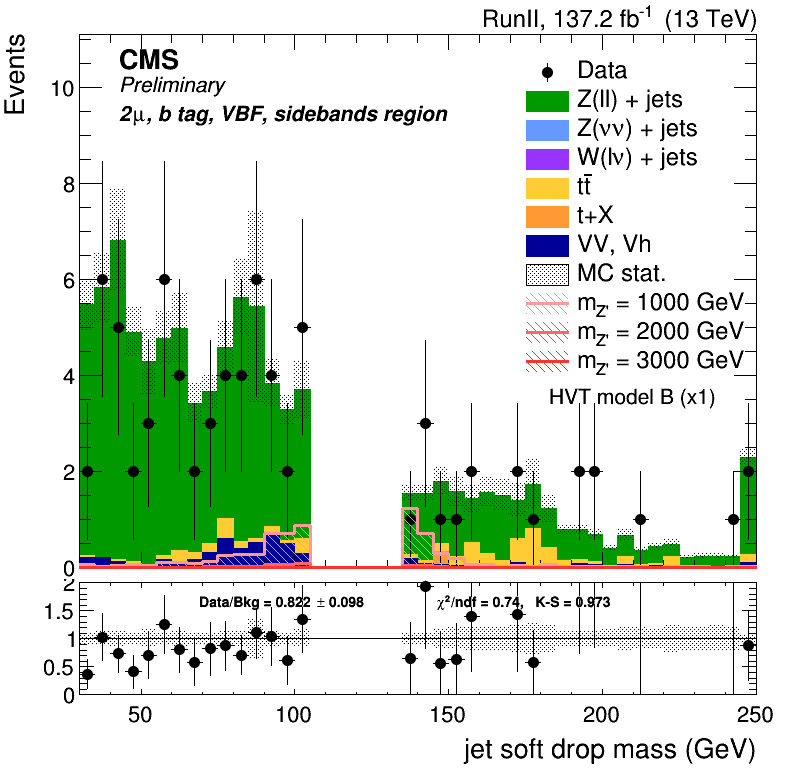 RunII, 137.2 fb⁻¹ (13 TeV)
Events
CMS
Preliminary
2μ, b tag, VBF, sidebands region
Data
Z(ll) + jets
Z(νν) + jets
W(lν) + jets
tt̄
t+X
VV, Vh
MC stat.
m_Z' = 1000 GeV
m_Z' = 2000 GeV
m_Z' = 3000 GeV
HVT model B (x1)
10
8
6
4
2
0
Data/Bkg = 0.822 ± 0.098
χ²/ndf = 0.74, K-S = 0.973
2
1.5
1
0.5
0
50 100 150 200 250
jet soft drop mass (GeV)